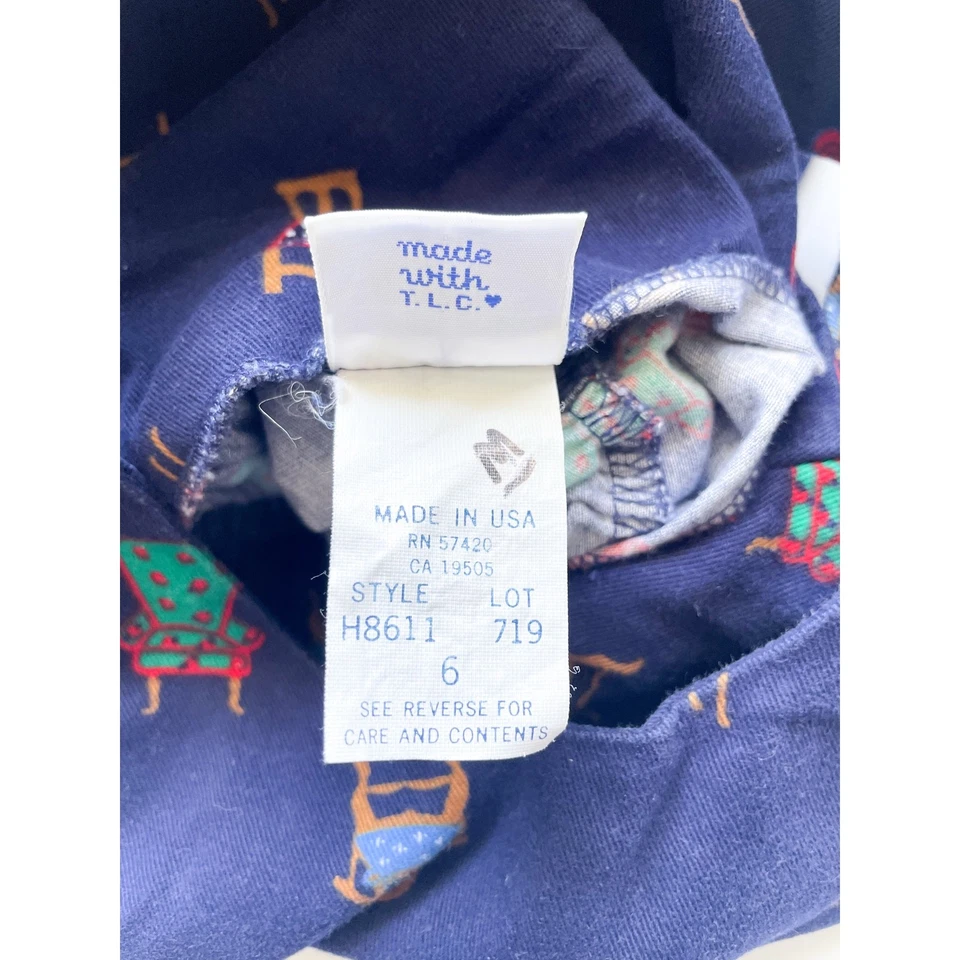 made
with
T.L.C.♥
M
MADE IN USA
RN 57420
CA 19505
STYLE LOT
H8611 719
6
SEE REVERSE FOR
CARE AND CONTENTS